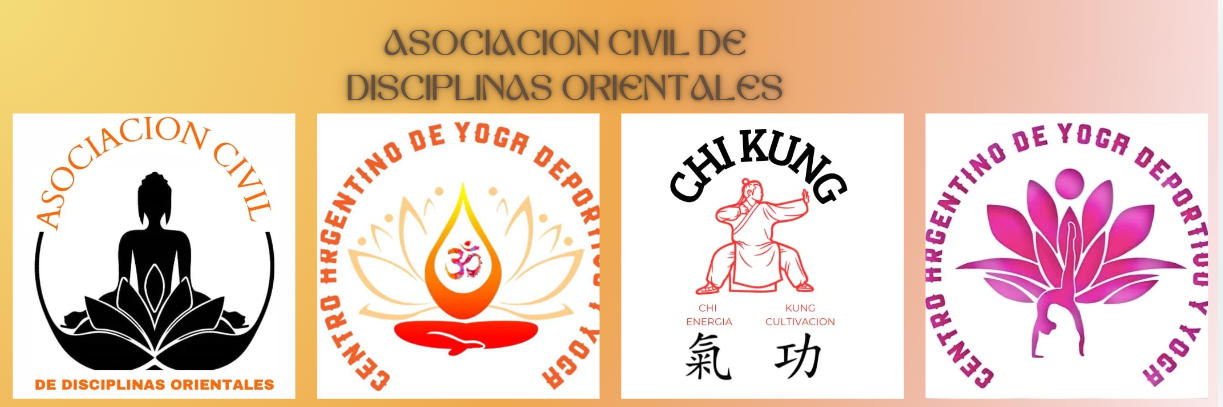 ASOCIACION CIVIL DE
DISCIPLINAS ORIENTALES
ASOCIACION CIVIL
DE DISCIPLINAS ORIENTALES
CENTRO ARGENTINO DE YOGA DEPORTIVO Y YOGA
ॐ
CHI KUNG
CHI KUNG
ENERGIA CULTIVACION
氣 功
CENTRO ARGENTINO DE YOGA DEPORTIVO Y YOGA